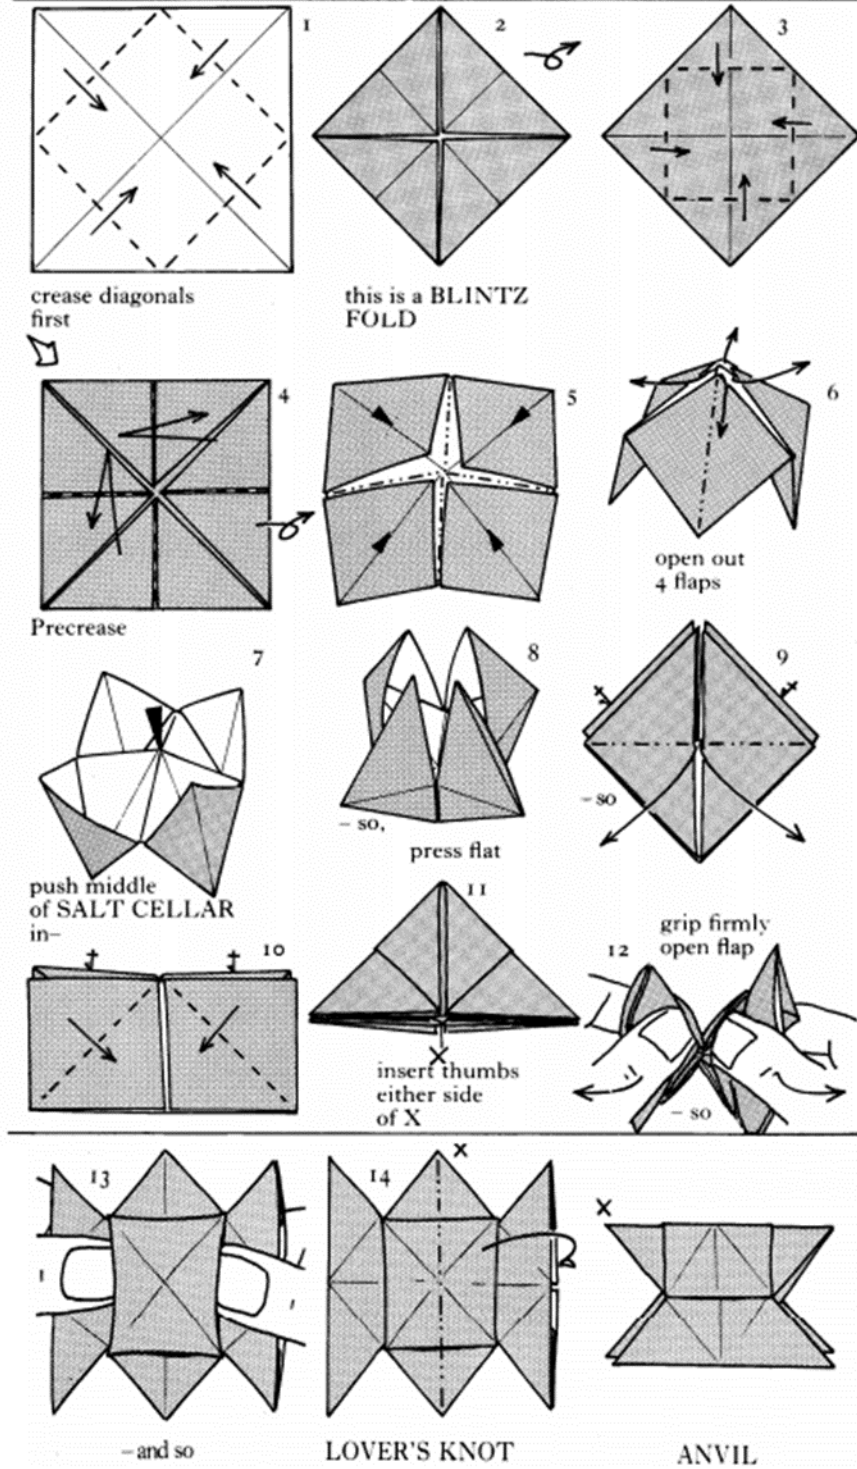 1
2
3
crease diagonals
first
this is a BLINTZ
FOLD
4
5
6
Precrease
open out
4 flaps
7
8
9
push middle
of SALT CELLAR
in–
– so,
press flat
– so
10
11
12
insert thumbs
either side
of X
X
grip firmly
open flap
– so
13
14
X
X
– and so
LOVER'S KNOT
ANVIL